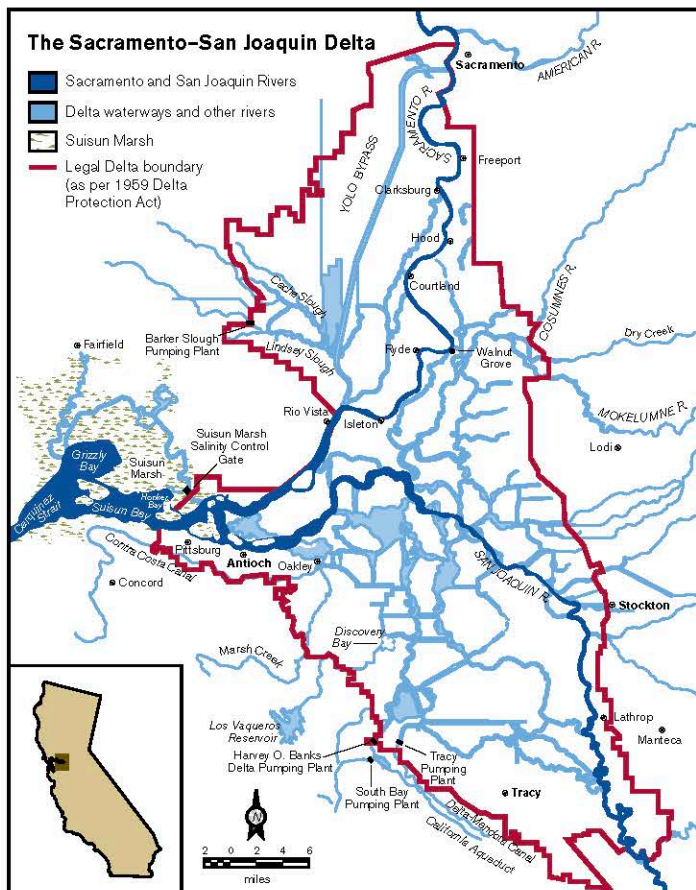 The Sacramento–San Joaquin Delta
Sacramento and San Joaquin Rivers
Delta waterways and other rivers
Suisun Marsh
Legal Delta boundary
(as per 1959 Delta
Protection Act)
Sacramento
AMERICAN R.
SACRAMENTO R.
YOLO BYPASS
Freeport
Clarksburg
Hood
Courtland
COSUMNES R.
Cache Slough
Barker Slough
Pumping Plant
Lindsey Slough
Ryde
Walnut
Grove
Dry Creek
Fairfield
MOKELUMNE R.
Rio Vista
Isleton
Lodi
Suisun Marsh
Salinity Control
Gate
Grizzly
Bay
Suisun
Marsh
Honker
Bay
Suisun Bay
Carquinez
Strait
Pittsburg
Antioch
Oakley
Contra Costa
Canal
Concord
SAN JOAQUIN R.
Stockton
Discovery
Bay
Marsh Creek
Los Vaqueros
Reservoir
Lathrop
Manteca
Harvey O. Banks
Delta Pumping Plant
Tracy
Pumping
Plant
South Bay
Pumping Plant
Tracy
Delta-Mendota Canal
California Aqueduct
N
2 0 2 4 6
miles